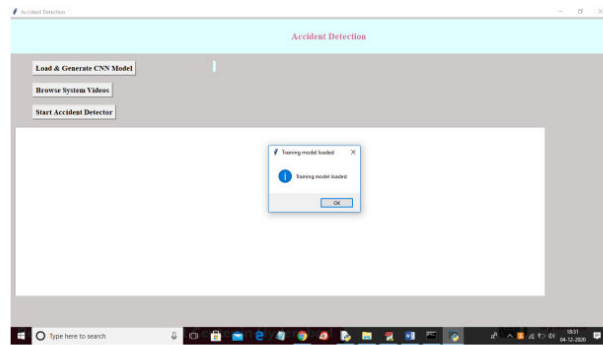 Accident Detection
Accident Detection
Load & Generate CNN Model
Browse System Videos
Start Accident Detector
Training model loaded
Training model loaded
OK
Type here to search
18:31
04-12-2020